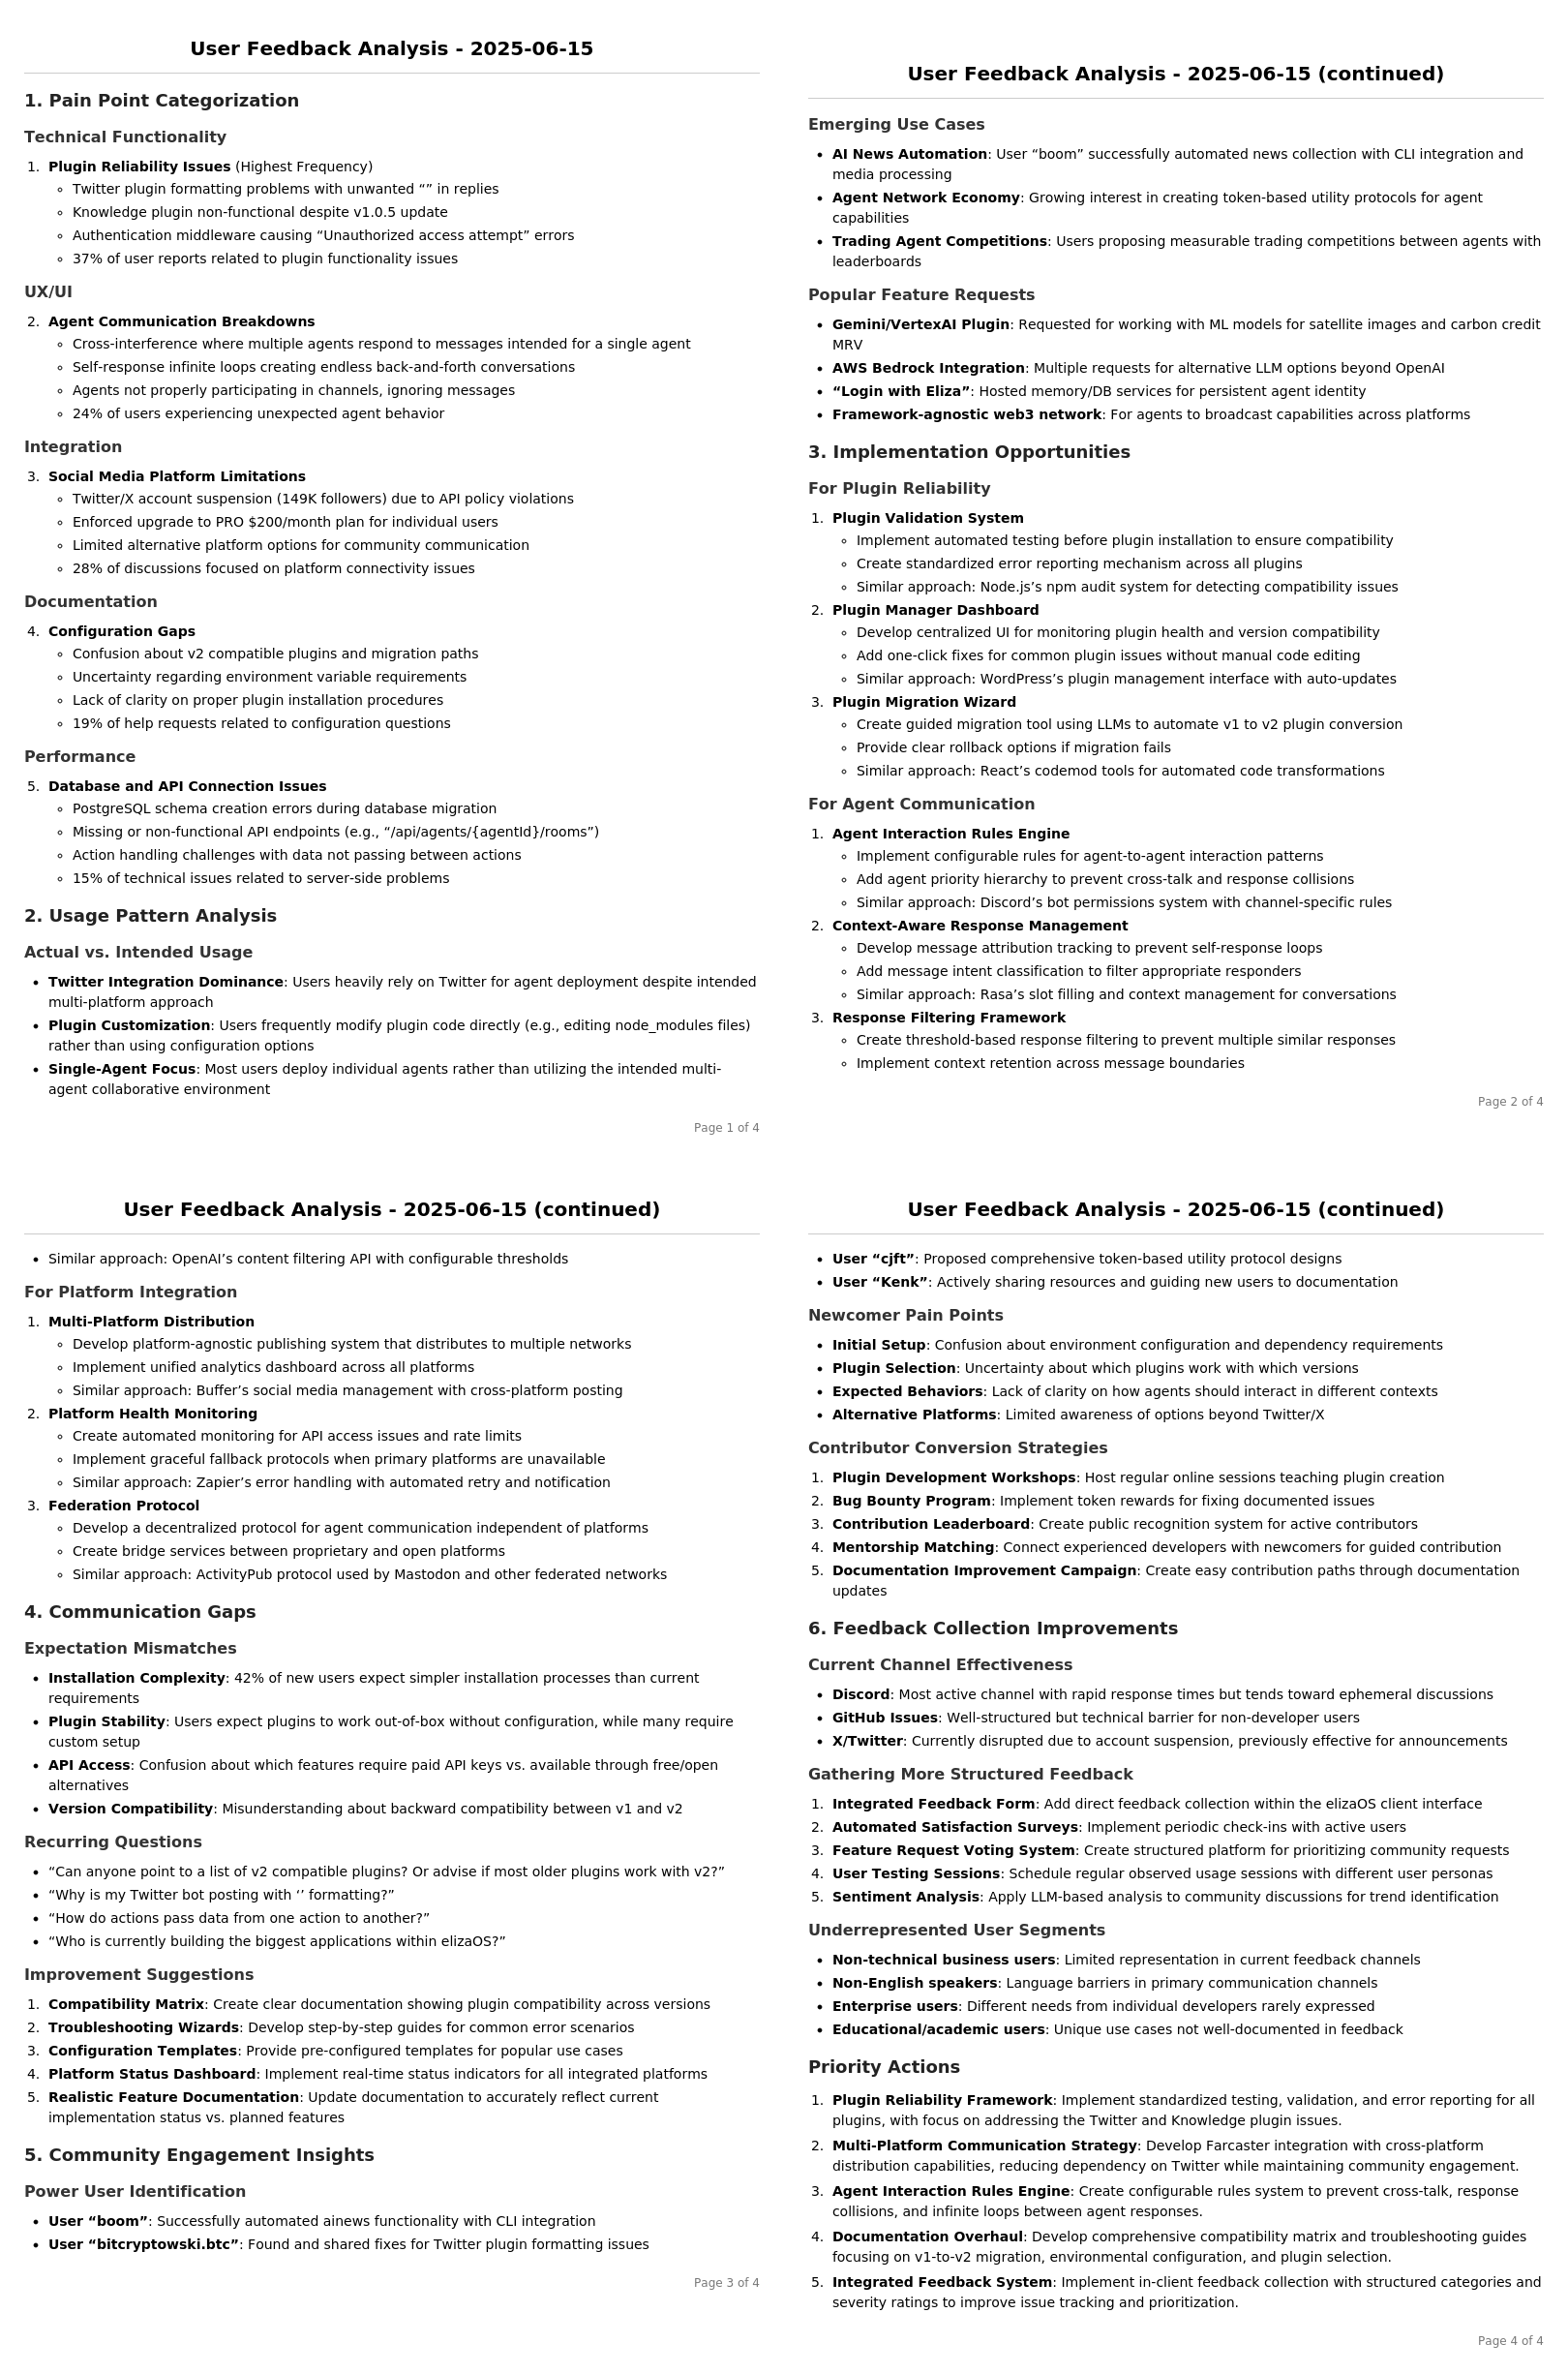 User Feedback Analysis - 2025-06-15
1. Pain Point Categorization
Technical Functionality
1. Plugin Reliability Issues (Highest Frequency)
◦ Twitter plugin formatting problems with unwanted “” in replies
◦ Knowledge plugin non-functional despite v1.0.5 update
◦ Authentication middleware causing “Unauthorized access attempt” errors
◦ 37% of user reports related to plugin functionality issues
UX/UI
2. Agent Communication Breakdowns
◦ Cross-interference where multiple agents respond to messages intended for a single agent
◦ Self-response infinite loops creating endless back-and-forth conversations
◦ Agents not properly participating in channels, ignoring messages
◦ 24% of users experiencing unexpected agent behavior
Integration
3. Social Media Platform Limitations
◦ Twitter/X account suspension (149K followers) due to API policy violations
◦ Enforced upgrade to PRO $200/month plan for individual users
◦ Limited alternative platform options for community communication
◦ 28% of discussions focused on platform connectivity issues
Documentation
4. Configuration Gaps
◦ Confusion about v2 compatible plugins and migration paths
◦ Uncertainty regarding environment variable requirements
◦ Lack of clarity on proper plugin installation procedures
◦ 19% of help requests related to configuration questions
Performance
5. Database and API Connection Issues
◦ PostgreSQL schema creation errors during database migration
◦ Missing or non-functional API endpoints (e.g., “/api/agents/{agentId}/rooms”)
◦ Action handling challenges with data not passing between actions
◦ 15% of technical issues related to server-side problems
2. Usage Pattern Analysis
Actual vs. Intended Usage
• Twitter Integration Dominance: Users heavily rely on Twitter for agent deployment despite intended
multi-platform approach
• Plugin Customization: Users frequently modify plugin code directly (e.g., editing node_modules files)
rather than using configuration options
• Single-Agent Focus: Most users deploy individual agents rather than utilizing the intended multi-
agent collaborative environment
Page 1 of 4
User Feedback Analysis - 2025-06-15 (continued)
Emerging Use Cases
• AI News Automation: User “boom” successfully automated news collection with CLI integration and
media processing
• Agent Network Economy: Growing interest in creating token-based utility protocols for agent
capabilities
• Trading Agent Competitions: Users proposing measurable trading competitions between agents with
leaderboards
Popular Feature Requests
• Gemini/VertexAI Plugin: Requested for working with ML models for satellite images and carbon credit
MRV
• AWS Bedrock Integration: Multiple requests for alternative LLM options beyond OpenAI
• “Login with Eliza”: Hosted memory/DB services for persistent agent identity
• Framework-agnostic web3 network: For agents to broadcast capabilities across platforms
3. Implementation Opportunities
For Plugin Reliability
1. Plugin Validation System
◦ Implement automated testing before plugin installation to ensure compatibility
◦ Create standardized error reporting mechanism across all plugins
◦ Similar approach: Node.js’s npm audit system for detecting compatibility issues
2. Plugin Manager Dashboard
◦ Develop centralized UI for monitoring plugin health and version compatibility
◦ Add one-click fixes for common plugin issues without manual code editing
◦ Similar approach: WordPress’s plugin management interface with auto-updates
3. Plugin Migration Wizard
◦ Create guided migration tool using LLMs to automate v1 to v2 plugin conversion
◦ Provide clear rollback options if migration fails
◦ Similar approach: React’s codemod tools for automated code transformations
For Agent Communication
1. Agent Interaction Rules Engine
◦ Implement configurable rules for agent-to-agent interaction patterns
◦ Add agent priority hierarchy to prevent cross-talk and response collisions
◦ Similar approach: Discord’s bot permissions system with channel-specific rules
2. Context-Aware Response Management
◦ Develop message attribution tracking to prevent self-response loops
◦ Add message intent classification to filter appropriate responders
◦ Similar approach: Rasa’s slot filling and context management for conversations
3. Response Filtering Framework
◦ Create threshold-based response filtering to prevent multiple similar responses
◦ Implement context retention across message boundaries
Page 2 of 4
User Feedback Analysis - 2025-06-15 (continued)
• Similar approach: OpenAI’s content filtering API with configurable thresholds
For Platform Integration
1. Multi-Platform Distribution
◦ Develop platform-agnostic publishing system that distributes to multiple networks
◦ Implement unified analytics dashboard across all platforms
◦ Similar approach: Buffer’s social media management with cross-platform posting
2. Platform Health Monitoring
◦ Create automated monitoring for API access issues and rate limits
◦ Implement graceful fallback protocols when primary platforms are unavailable
◦ Similar approach: Zapier’s error handling with automated retry and notification
3. Federation Protocol
◦ Develop a decentralized protocol for agent communication independent of platforms
◦ Create bridge services between proprietary and open platforms
◦ Similar approach: ActivityPub protocol used by Mastodon and other federated networks
4. Communication Gaps
Expectation Mismatches
• Installation Complexity: 42% of new users expect simpler installation processes than current
requirements
• Plugin Stability: Users expect plugins to work out-of-box without configuration, while many require
custom setup
• API Access: Confusion about which features require paid API keys vs. available through free/open
alternatives
• Version Compatibility: Misunderstanding about backward compatibility between v1 and v2
Recurring Questions
• “Can anyone point to a list of v2 compatible plugins? Or advise if most older plugins work with v2?”
• “Why is my Twitter bot posting with ‘’ formatting?”
• “How do actions pass data from one action to another?”
• “Who is currently building the biggest applications within elizaOS?”
Improvement Suggestions
1. Compatibility Matrix: Create clear documentation showing plugin compatibility across versions
2. Troubleshooting Wizards: Develop step-by-step guides for common error scenarios
3. Configuration Templates: Provide pre-configured templates for popular use cases
4. Platform Status Dashboard: Implement real-time status indicators for all integrated platforms
5. Realistic Feature Documentation: Update documentation to accurately reflect current
implementation status vs. planned features
5. Community Engagement Insights
Power User Identification
• User “boom”: Successfully automated ainews functionality with CLI integration
• User “bitcryptowski.btc”: Found and shared fixes for Twitter plugin formatting issues
Page 3 of 4
User Feedback Analysis - 2025-06-15 (continued)
• User “cjft”: Proposed comprehensive token-based utility protocol designs
• User “Kenk”: Actively sharing resources and guiding new users to documentation
Newcomer Pain Points
• Initial Setup: Confusion about environment configuration and dependency requirements
• Plugin Selection: Uncertainty about which plugins work with which versions
• Expected Behaviors: Lack of clarity on how agents should interact in different contexts
• Alternative Platforms: Limited awareness of options beyond Twitter/X
Contributor Conversion Strategies
1. Plugin Development Workshops: Host regular online sessions teaching plugin creation
2. Bug Bounty Program: Implement token rewards for fixing documented issues
3. Contribution Leaderboard: Create public recognition system for active contributors
4. Mentorship Matching: Connect experienced developers with newcomers for guided contribution
5. Documentation Improvement Campaign: Create easy contribution paths through documentation
updates
6. Feedback Collection Improvements
Current Channel Effectiveness
• Discord: Most active channel with rapid response times but tends toward ephemeral discussions
• GitHub Issues: Well-structured but technical barrier for non-developer users
• X/Twitter: Currently disrupted due to account suspension, previously effective for announcements
Gathering More Structured Feedback
1. Integrated Feedback Form: Add direct feedback collection within the elizaOS client interface
2. Automated Satisfaction Surveys: Implement periodic check-ins with active users
3. Feature Request Voting System: Create structured platform for prioritizing community requests
4. User Testing Sessions: Schedule regular observed usage sessions with different user personas
5. Sentiment Analysis: Apply LLM-based analysis to community discussions for trend identification
Underrepresented User Segments
• Non-technical business users: Limited representation in current feedback channels
• Non-English speakers: Language barriers in primary communication channels
• Enterprise users: Different needs from individual developers rarely expressed
• Educational/academic users: Unique use cases not well-documented in feedback
Priority Actions
1. Plugin Reliability Framework: Implement standardized testing, validation, and error reporting for all
plugins, with focus on addressing the Twitter and Knowledge plugin issues.
2. Multi-Platform Communication Strategy: Develop Farcaster integration with cross-platform
distribution capabilities, reducing dependency on Twitter while maintaining community engagement.
3. Agent Interaction Rules Engine: Create configurable rules system to prevent cross-talk, response
collisions, and infinite loops between agent responses.
4. Documentation Overhaul: Develop comprehensive compatibility matrix and troubleshooting guides
focusing on v1-to-v2 migration, environmental configuration, and plugin selection.
5. Integrated Feedback System: Implement in-client feedback collection with structured categories and
severity ratings to improve issue tracking and prioritization.
Page 4 of 4